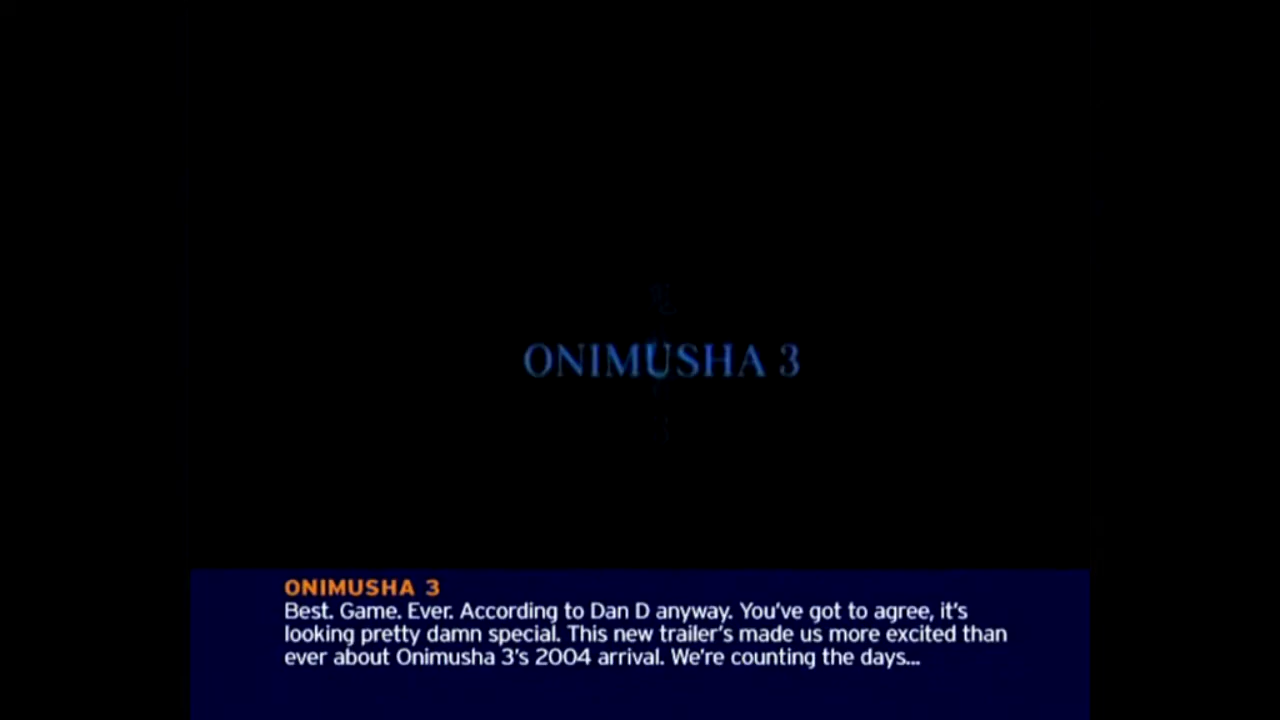 ONIMUSHA 3
ONIMUSHA 3
Best. Game. Ever. According to Dan D anyway. You've got to agree, it's
looking pretty damn special. This new trailer's made us more excited than
ever about Onimusha 3's 2004 arrival. We're counting the days...